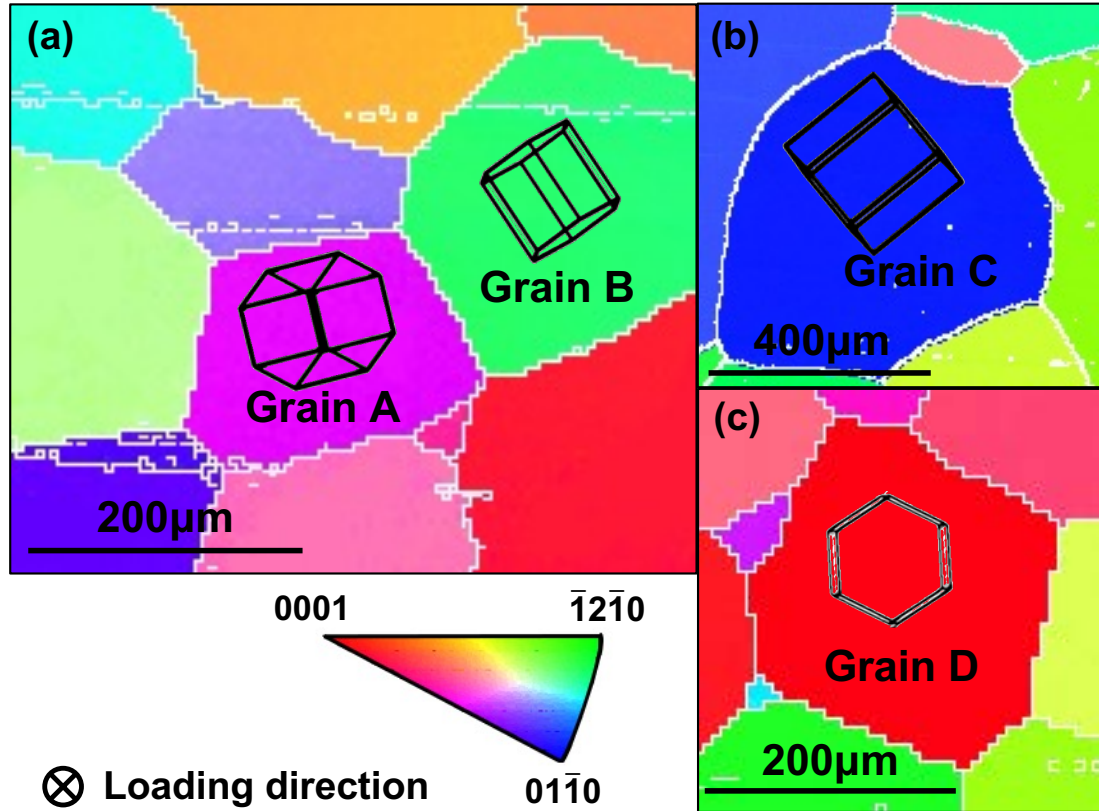 (a)
Grain B
Grain A
200µm
(b)
Grain C
400µm
(c)
Grain D
200µm
0001
1̅21̅0
011̅0
⊗ Loading direction